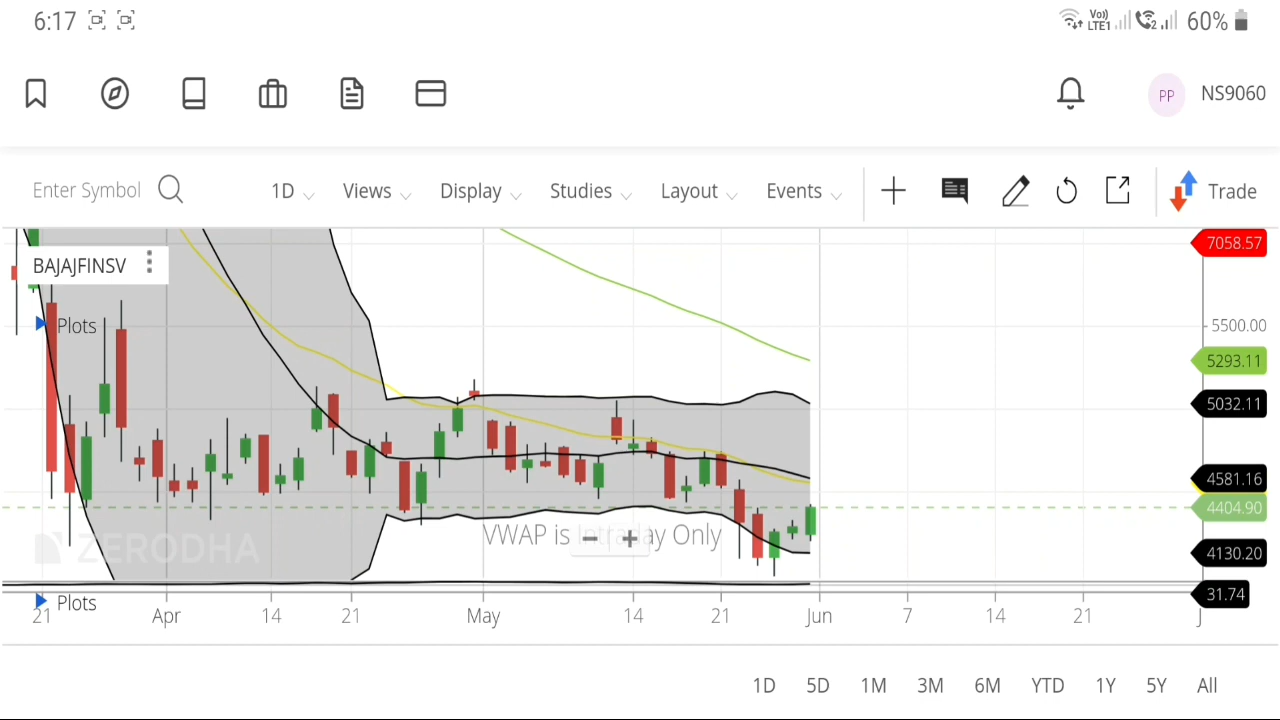 6:17 Vo)) LTE1 2 60%
PP NS9060
Enter Symbol 1D Views Display Studies Layout Events Trade
7058.57
BAJAJFINSV
Plots 5500.00
5293.11
5032.11
4581.16
4404.90
VWAP is Intraday Only
ZERODHA
4130.20
31.74
Plots
21 Apr 14 21 May 14 21 Jun 7 14 21 J
1D 5D 1M 3M 6M YTD 1Y 5Y All